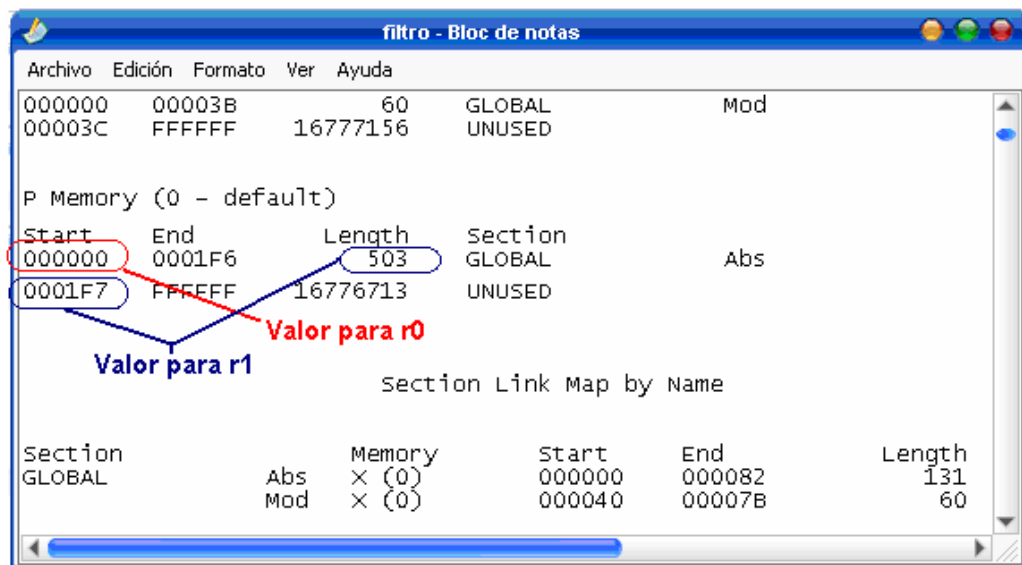 filtro - Bloc de notas
Archivo Edición Formato Ver Ayuda
000000 00003B 60 GLOBAL Mod
00003C FFFFFF 16777156 UNUSED
P Memory (0 - default)
Start End Length Section
000000 0001F6 503 GLOBAL Abs
0001F7 FFFFFF 16776713 UNUSED
Valor para r0
Valor para r1
Section Link Map by Name
Section Memory Start End Length
GLOBAL Abs X (0) 000000 000082 131
Mod X (0) 000040 00007B 60